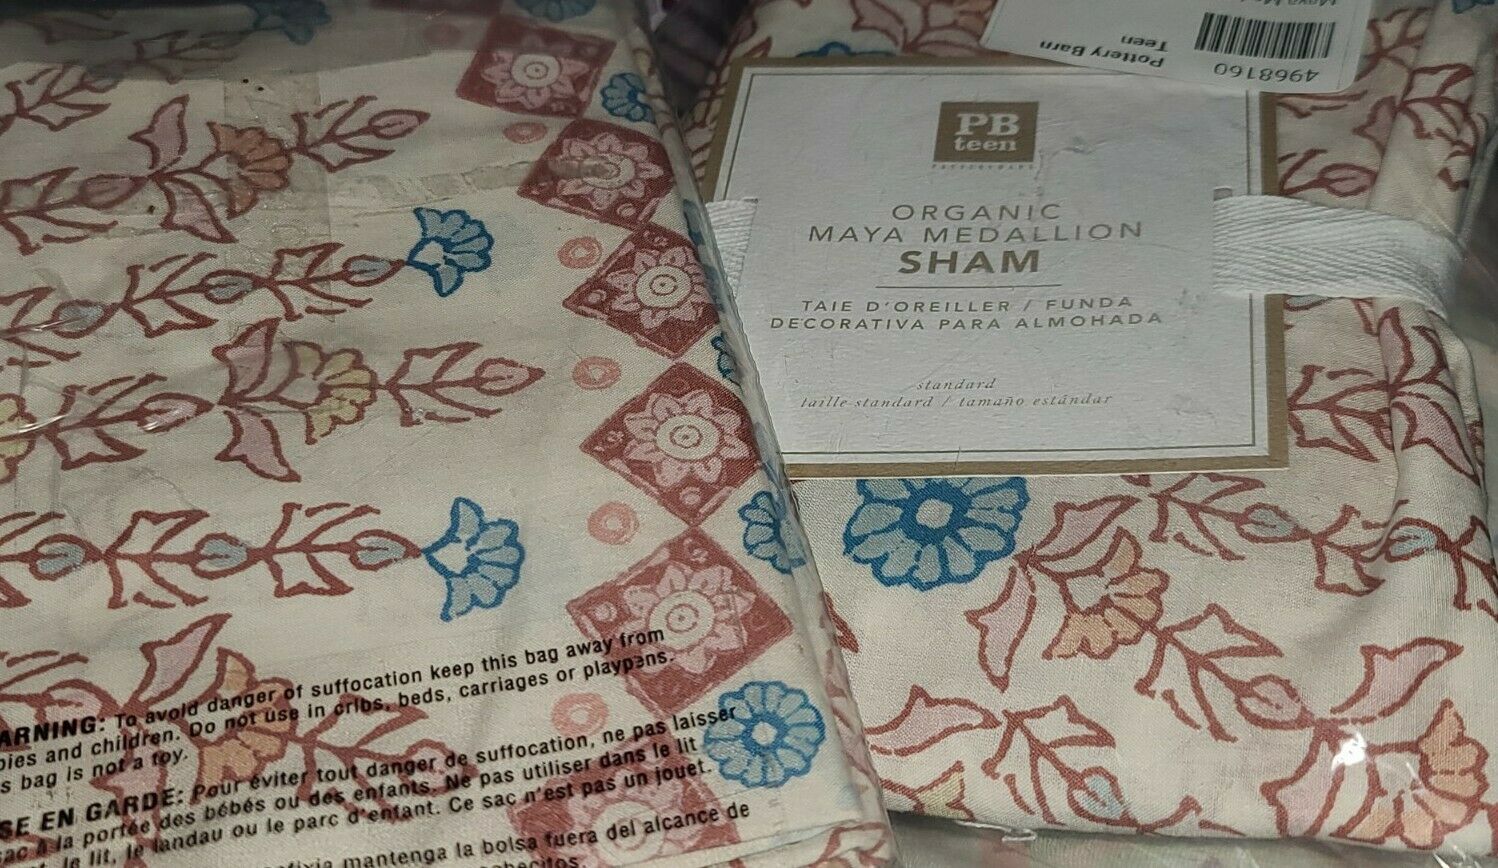 Maya
Pottery Barn
Teen
4968160
PB
teen
ORGANIC
MAYA MEDALLION
SHAM
TAIE D'OREILLER / FUNDA
DECORATIVA PARA ALMOHADA
standard
taille standard / tamaño estándar
ARNING: To avoid danger of suffocation keep this bag away from
bies and children. Do not use in cribs, beds, carriages or playpens.
s bag is not a toy.
SE EN GARDE: Pour éviter tout danger de suffocation, ne pas laisser
sac à la portée des bébés ou des enfants. Ne pas utiliser dans le lit
le lit, le landau ou le parc d'enfant. Ce sac n'est pas un jouet.
mantenga la bolsa fuera del alcance de